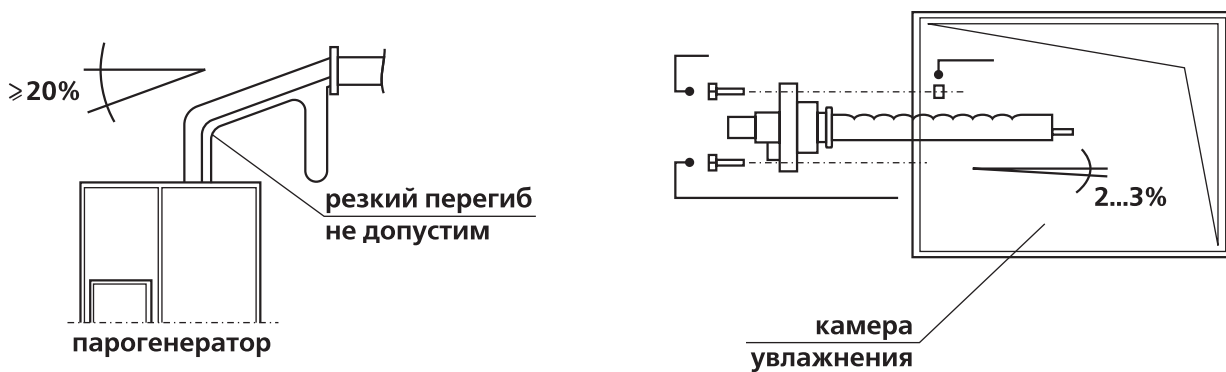 ⩾20%
резкий перегиб
не допустим
парогенератор
2...3%
камера
увлажнения